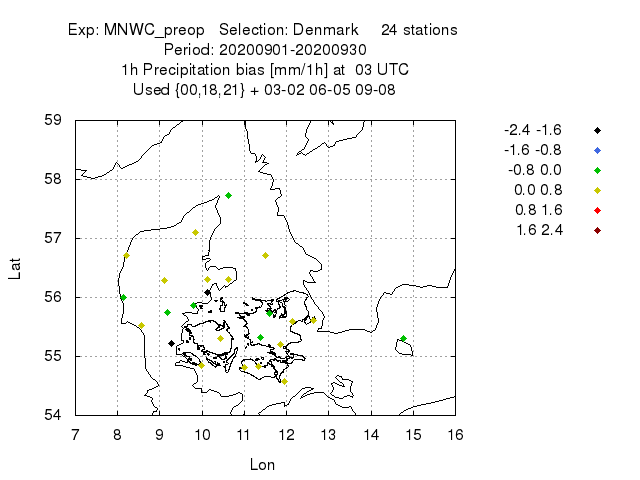 Exp: MNWC_preop   Selection: Denmark     24 stations
Period: 20200901-20200930
1h Precipitation bias [mm/1h] at  03 UTC
Used {00,18,21} + 03-02 06-05 09-08
59
58
57
56
55
54
Lat
7 8 9 10 11 12 13 14 15 16
Lon
-2.4 -1.6
-1.6 -0.8
-0.8 0.0
0.0 0.8
0.8 1.6
1.6 2.4